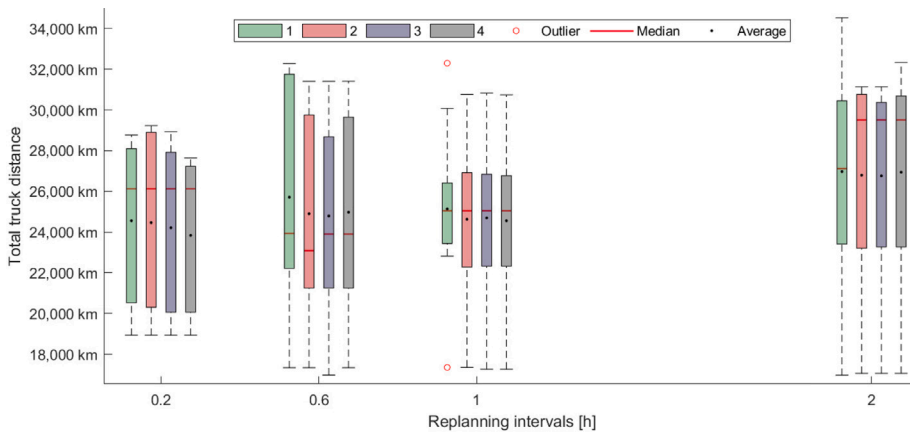 1 2 3 4 Outlier Median Average
34,000 km
32,000 km
30,000 km
28,000 km
26,000 km
24,000 km
22,000 km
20,000 km
18,000 km
Total truck distance
0.2 0.6 1 2
Replanning intervals [h]